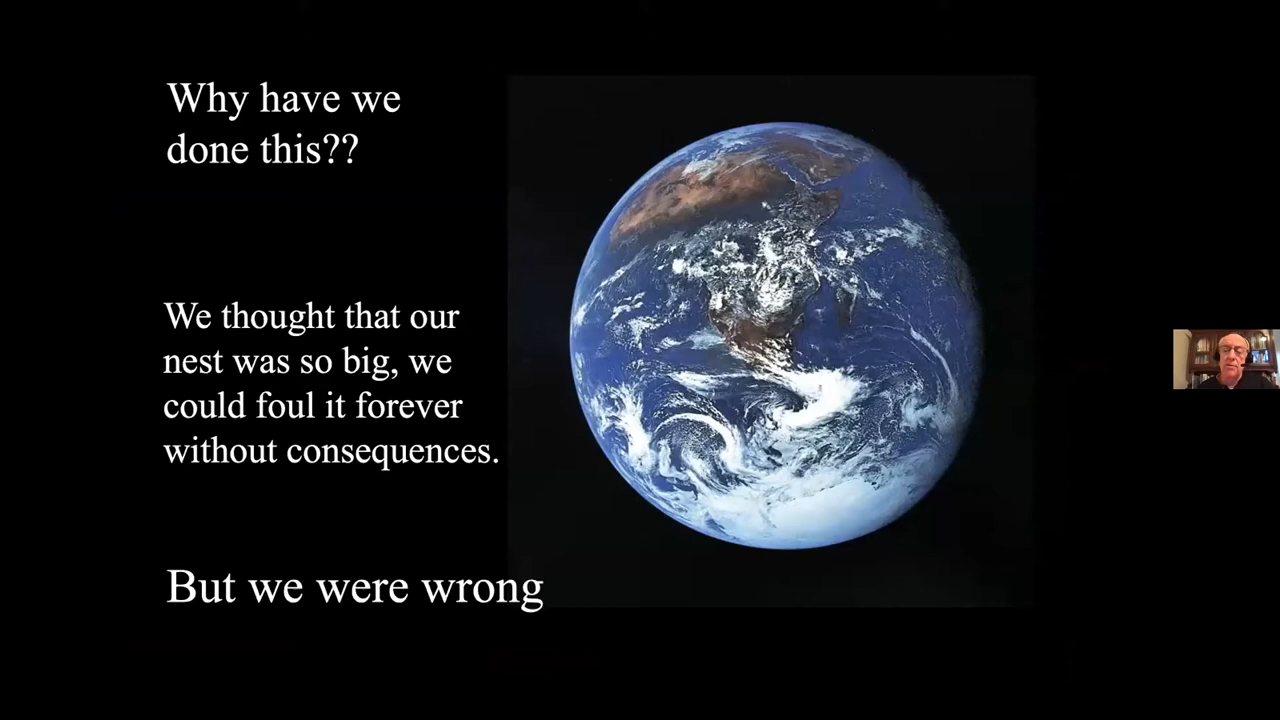 Why have we
done this??
We thought that our
nest was so big, we
could foul it forever
without consequences.
But we were wrong